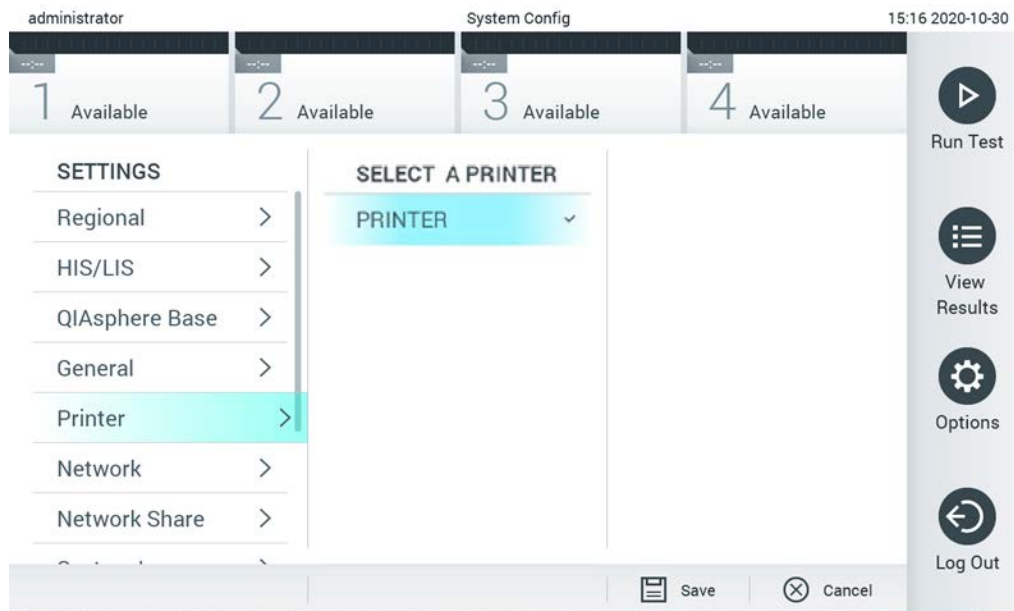 administrator System Config 15:16 2020-10-30
--:-- --:-- --:-- --:--
1 Available 2 Available 3 Available 4 Available
Run Test
SETTINGS
Regional
HIS/LIS
QIAsphere Base
General
Printer
Network
Network Share
SELECT A PRINTER
PRINTER
View
Results
Options
Log Out
Save Cancel